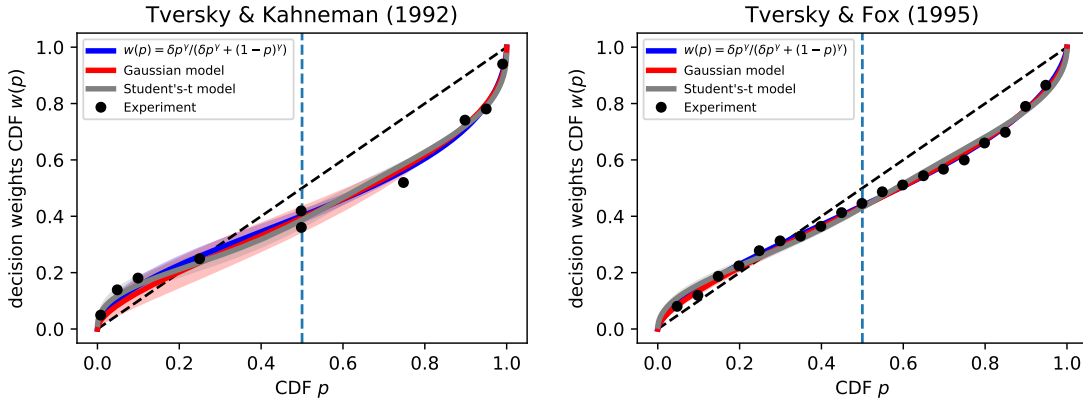 Tversky & Kahneman (1992)
decision weights CDF w(p)
1.0
0.8
0.6
0.4
0.2
0.0
w(p) = δp^γ/(δp^γ + (1 − p)^γ)
Gaussian model
Student's-t model
Experiment
0.0 0.2 0.4 0.6 0.8 1.0
CDF p
Tversky & Fox (1995)
decision weights CDF w(p)
1.0
0.8
0.6
0.4
0.2
0.0
w(p) = δp^γ/(δp^γ + (1 − p)^γ)
Gaussian model
Student's-t model
Experiment
0.0 0.2 0.4 0.6 0.8 1.0
CDF p